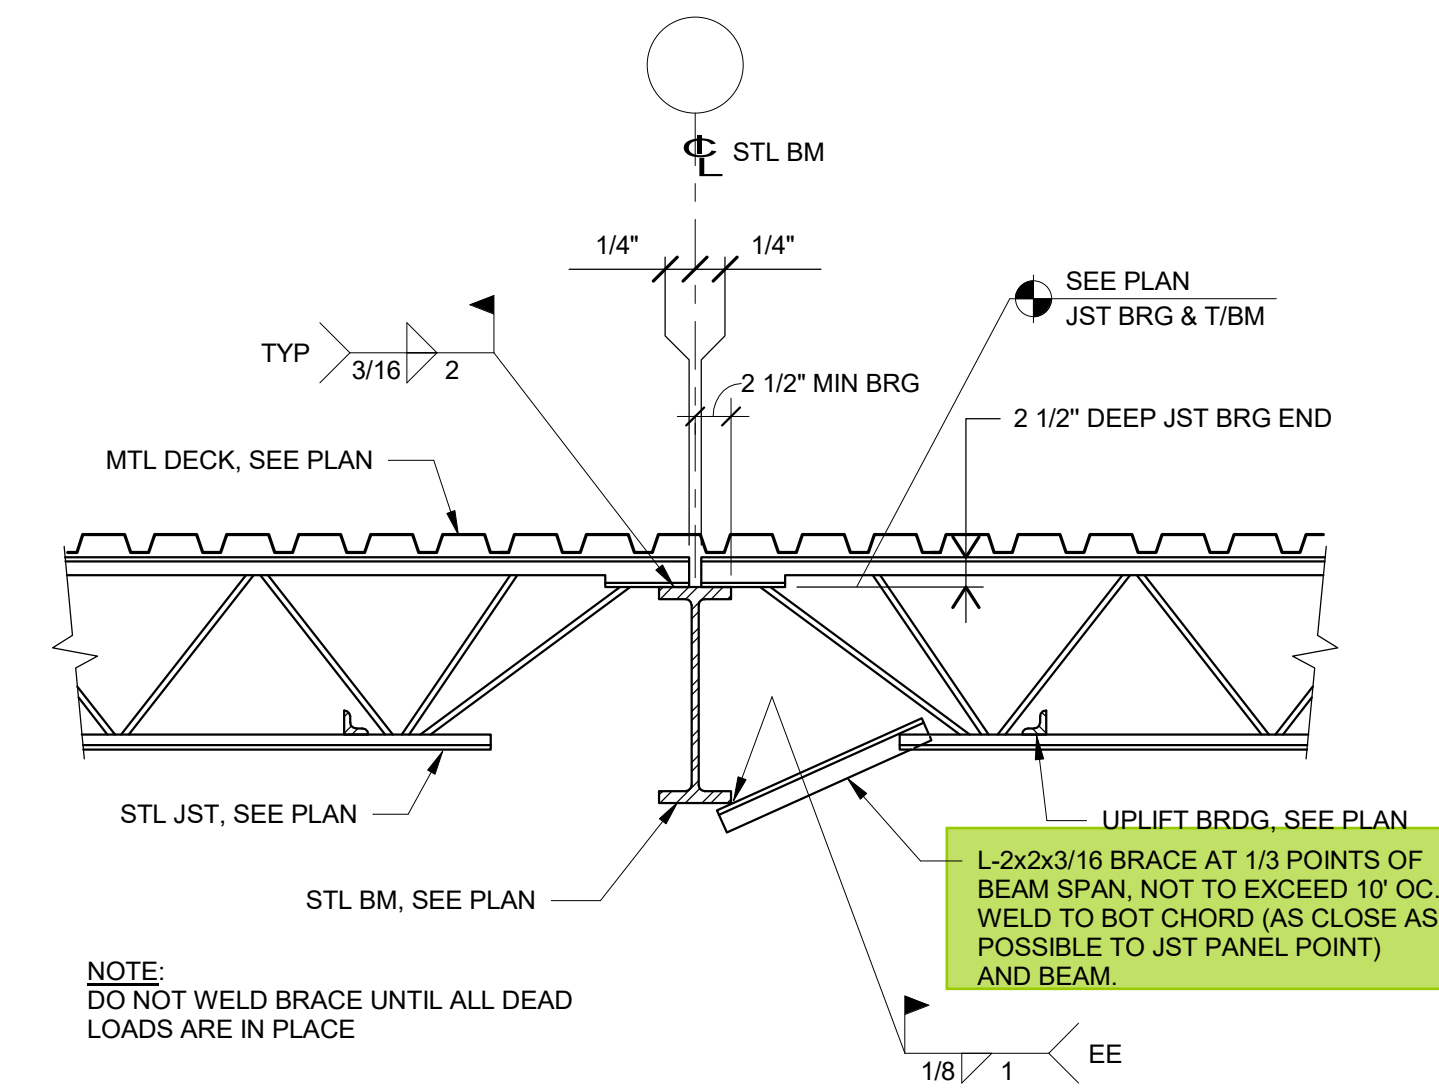 ℄ STL BM
1/4" 1/4"
SEE PLAN
JST BRG & T/BM
TYP 3/16 2
2 1/2" MIN BRG
2 1/2" DEEP JST BRG END
MTL DECK, SEE PLAN
STL JST, SEE PLAN
UPLIFT BRDG, SEE PLAN
L-2x2x3/16 BRACE AT 1/3 POINTS OF
BEAM SPAN, NOT TO EXCEED 10' OC.
WELD TO BOT CHORD (AS CLOSE AS
POSSIBLE TO JST PANEL POINT)
AND BEAM.
STL BM, SEE PLAN
NOTE:
DO NOT WELD BRACE UNTIL ALL DEAD
LOADS ARE IN PLACE
1/8 1 EE